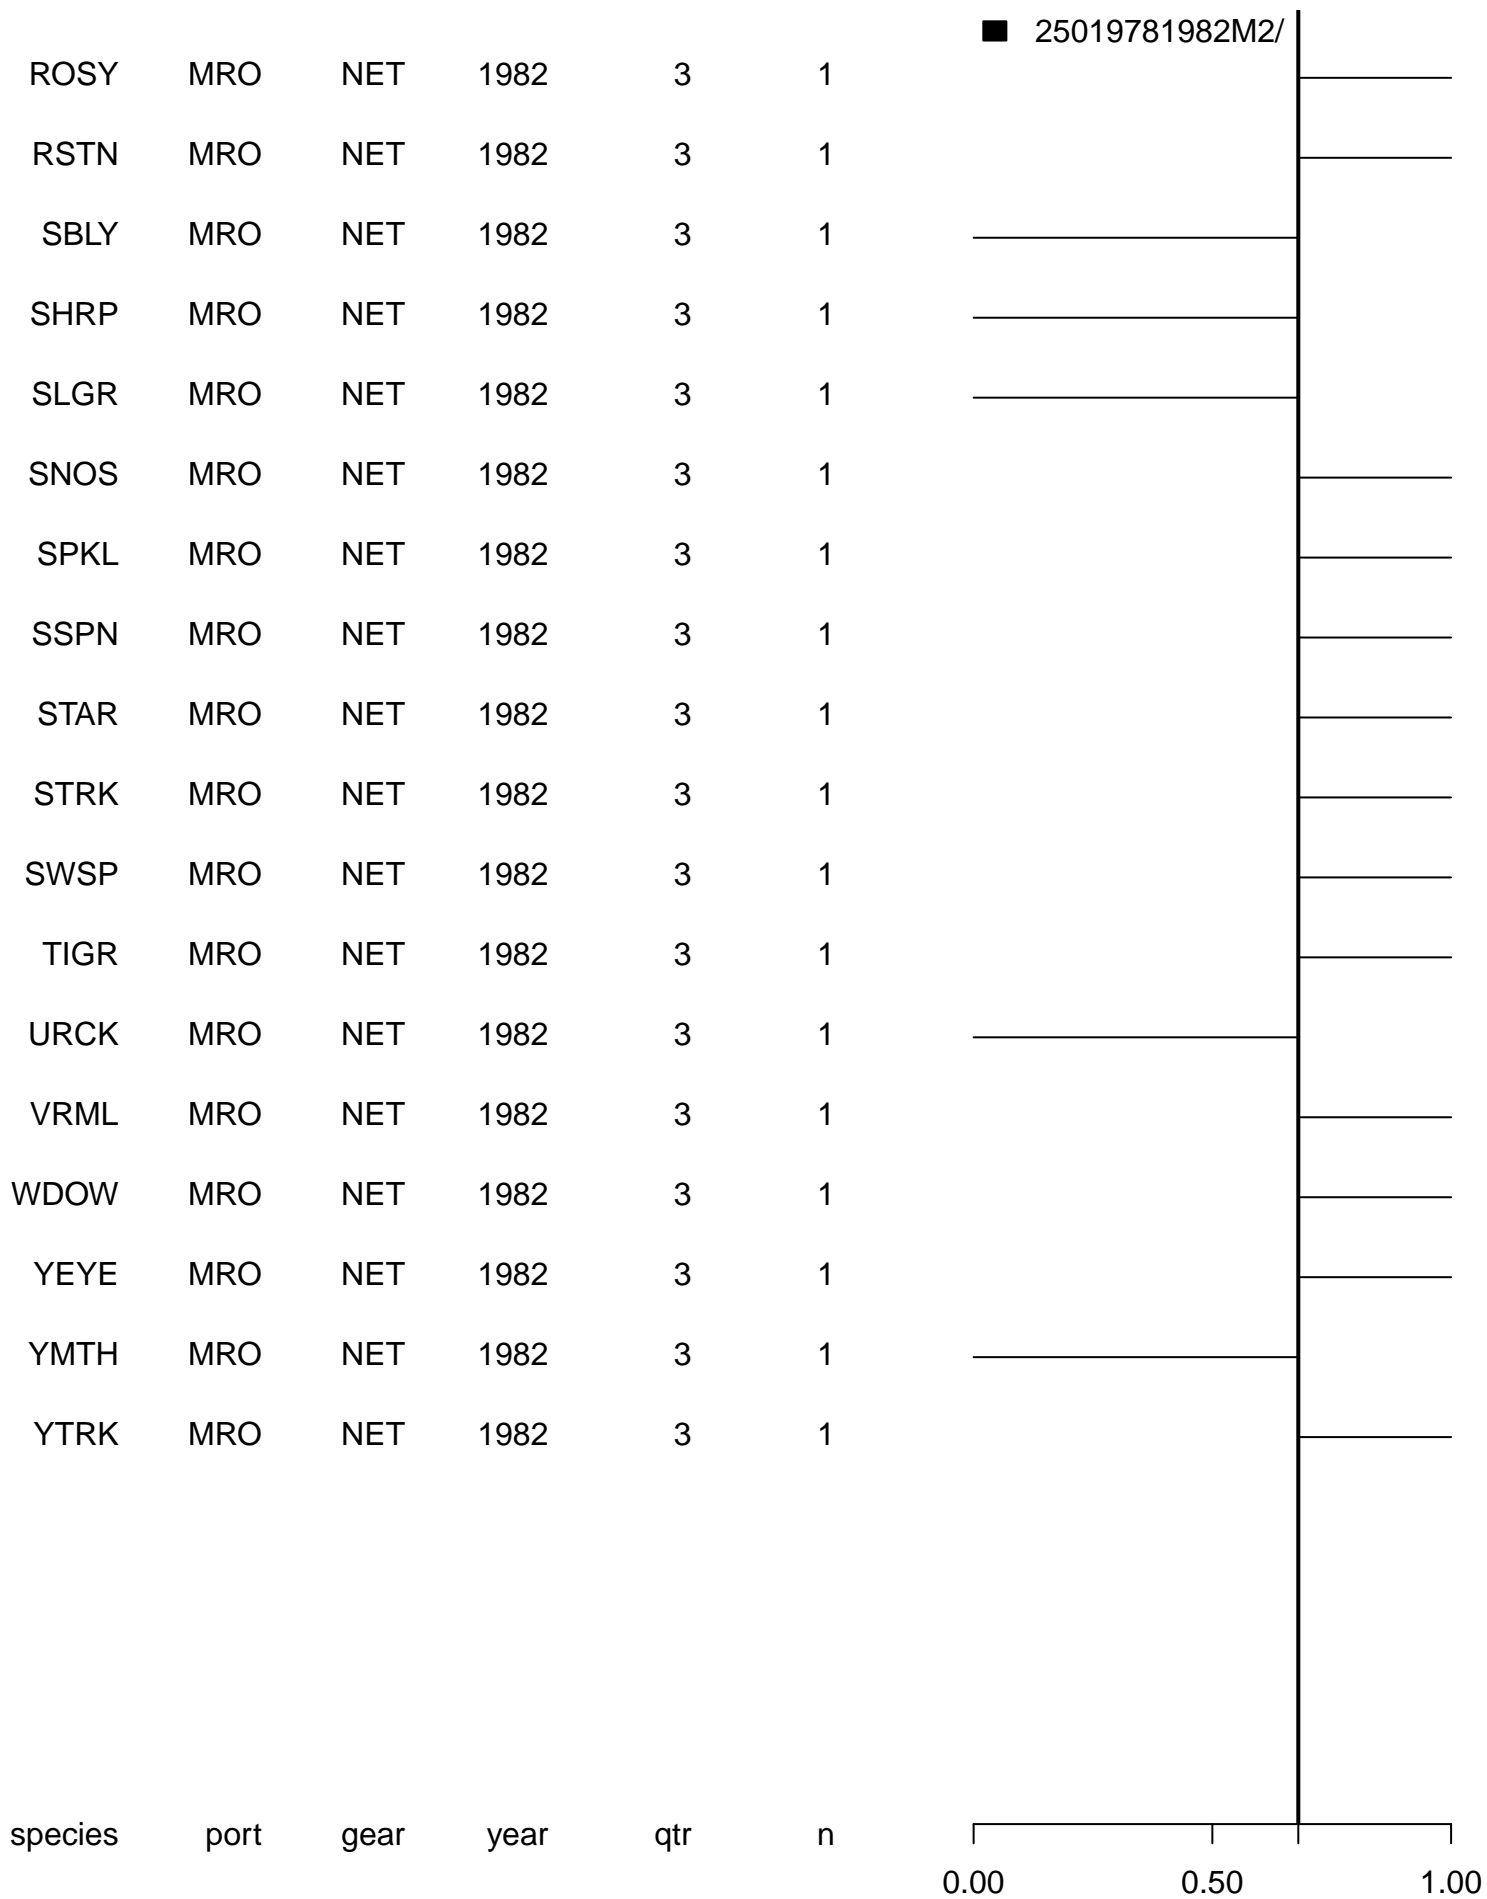 25019781982M2/
ROSY MRO NET 1982 3 1
RSTN MRO NET 1982 3 1
SBLY MRO NET 1982 3 1
SHRP MRO NET 1982 3 1
SLGR MRO NET 1982 3 1
SNOS MRO NET 1982 3 1
SPKL MRO NET 1982 3 1
SSPN MRO NET 1982 3 1
STAR MRO NET 1982 3 1
STRK MRO NET 1982 3 1
SWSP MRO NET 1982 3 1
TIGR MRO NET 1982 3 1
URCK MRO NET 1982 3 1
VRML MRO NET 1982 3 1
WDOW MRO NET 1982 3 1
YEYE MRO NET 1982 3 1
YMTH MRO NET 1982 3 1
YTRK MRO NET 1982 3 1
species port gear year qtr n
0.00 0.50 1.00